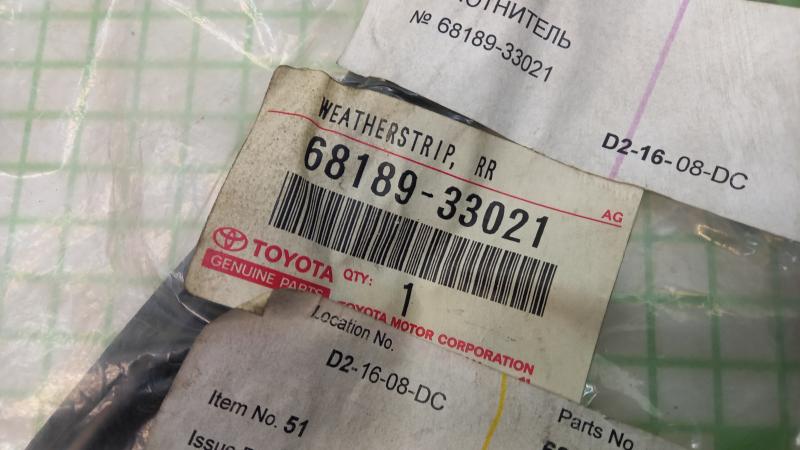 № 68189-33021
D2-16-08-DC
WEATHERSTRIP, RR
68189-33021
AG
TOYOTA
GENUINE PARTS
QTY:
1
TOYOTA MOTOR CORPORATION
Location No.
D2-16-08-DC
Item No. 51
Parts No